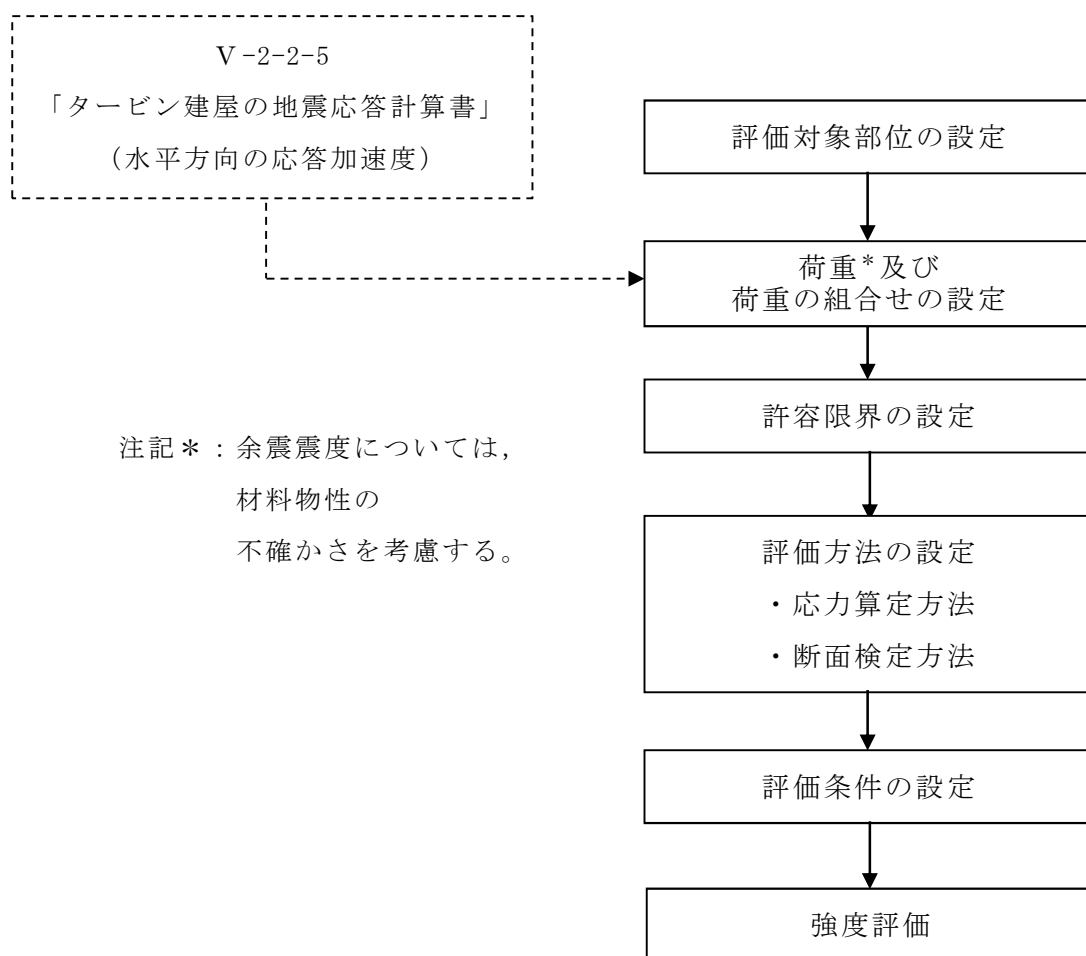 Ⅴ-2-2-5
「タービン建屋の地震応答計算書」
（水平方向の応答加速度）
評価対象部位の設定
荷重*及び
荷重の組合せの設定
許容限界の設定
注記＊：余震震度については，
材料物性の
不確かさを考慮する。
評価方法の設定
・応力算定方法
・断面検定方法
評価条件の設定
強度評価